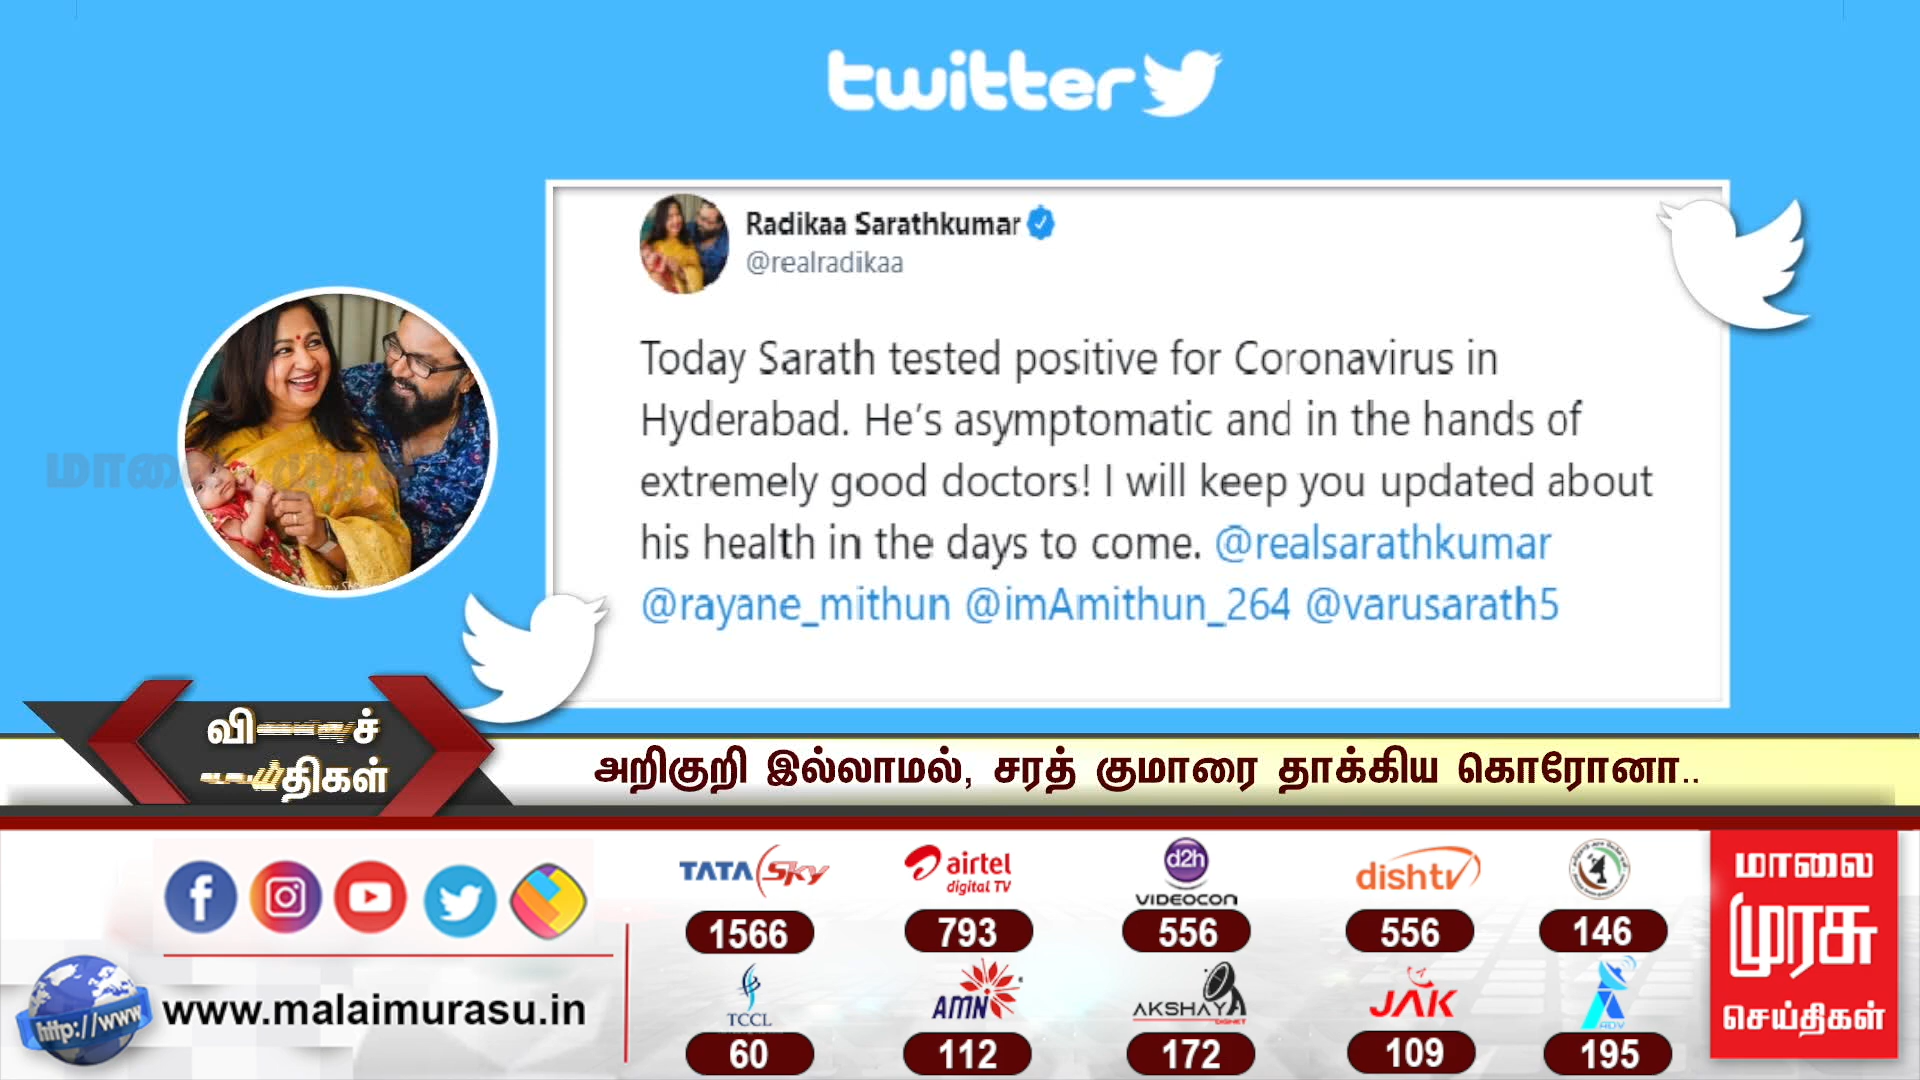 twitter
Radikaa Sarathkumar
@realradikaa
Today Sarath tested positive for Coronavirus in
Hyderabad. He's asymptomatic and in the hands of
extremely good doctors! I will keep you updated about
his health in the days to come. @realsarathkumar
@rayane_mithun @imAmithun_264 @varusarath5
அறிகுறி இல்லாமல், சரத் குமாரை தாக்கிய கொரோனா..
TATA Sky
airtel
digital TV
d2h
VIDEOCON
dishtv
1566
793
556
556
146
TCCL
AMN
AKSHAYA
JAK
ADV
60
112
172
109
195
http://www
www.malaimurasu.in
மாலை
முரசு
செய்திகள்